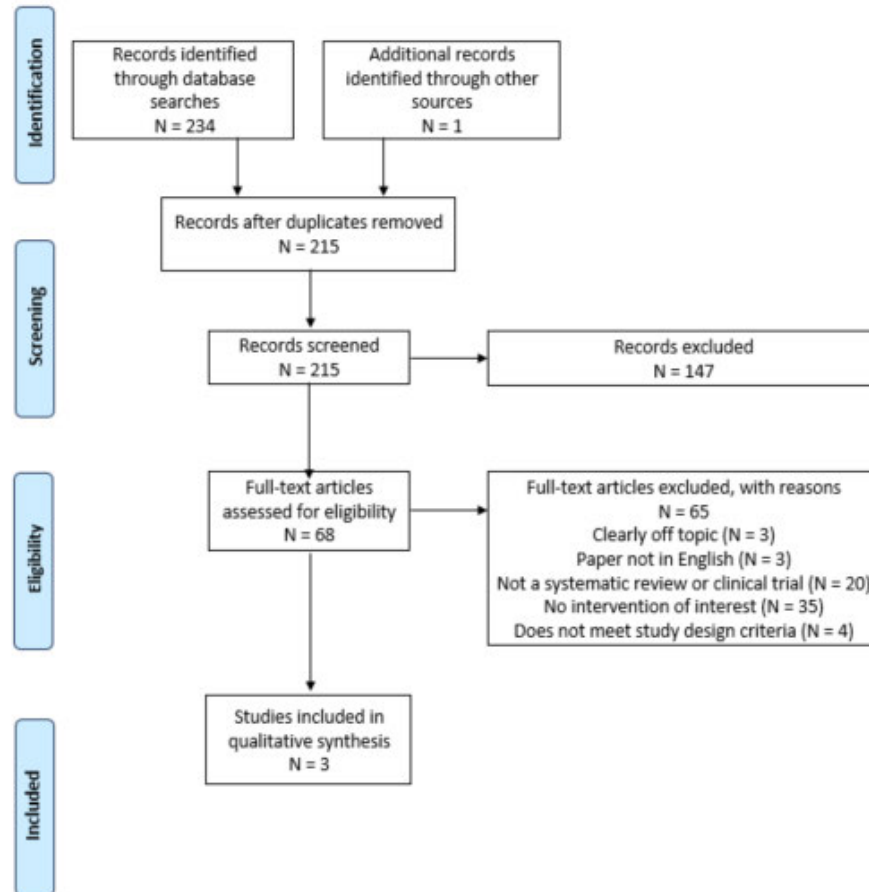 Identification
Records identified
through database
searches
N = 234
Additional records
identified through other
sources
N = 1
Records after duplicates removed
N = 215
Screening
Records screened
N = 215
Records excluded
N = 147
Eligibility
Full-text articles
assessed for eligibility
N = 68
Full-text articles excluded, with reasons
N = 65
Clearly off topic (N = 3)
Paper not in English (N = 3)
Not a systematic review or clinical trial (N = 20)
No intervention of interest (N = 35)
Does not meet study design criteria (N = 4)
Included
Studies included in
qualitative synthesis
N = 3